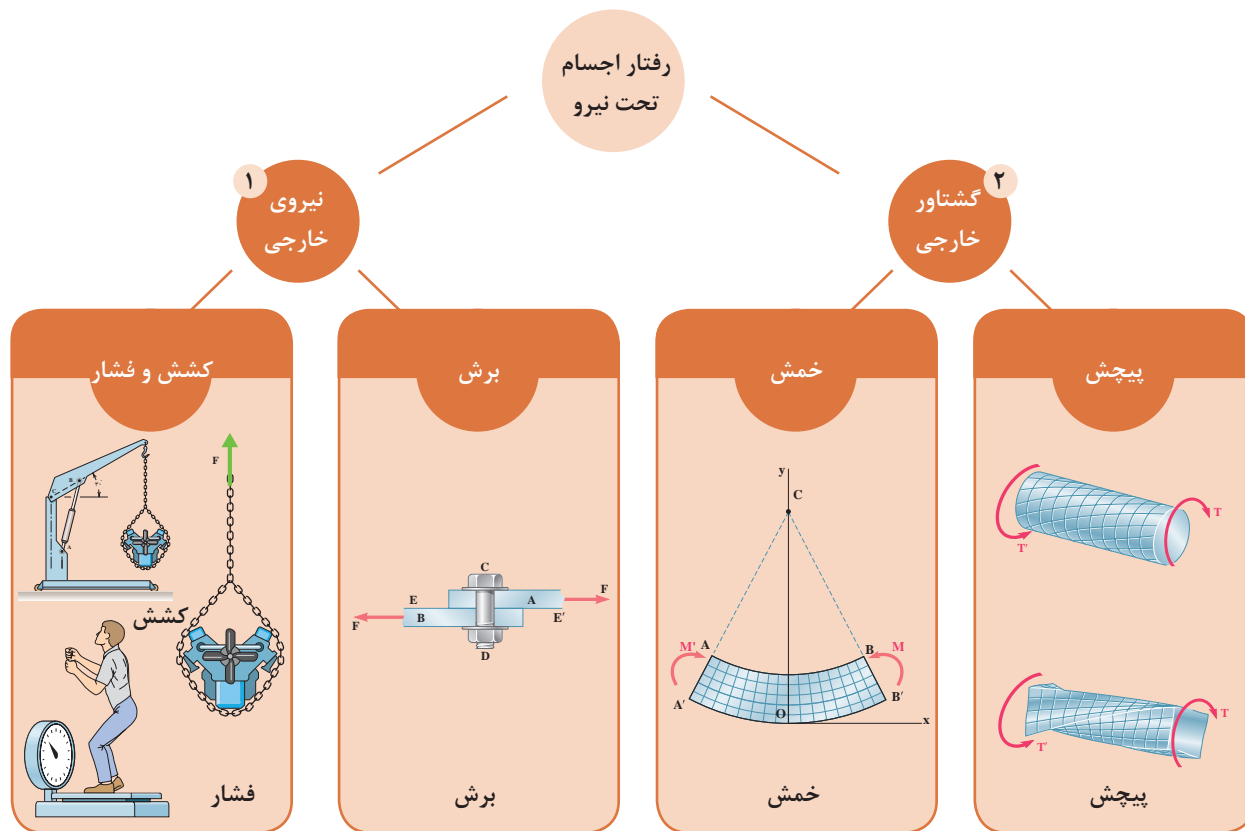 رفتار اجسام
تحت نیرو
۱
نیروی
خارجی
۲
گشتاور
خارجی
کشش و فشار
F
B
C
A
کشش
فشار
برش
C
E
A
F
F
B
E′
D
برش
خمش
y
C
M'
A
B
M
A′
B′
O
x
خمش
پیچش
T
T′
T
T′
پیچش